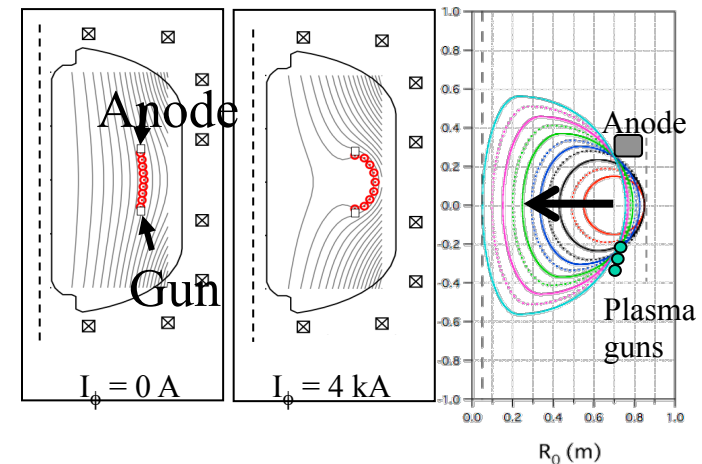 Anode
Gun
I = 0 A
I = 4 kA
1.0
0.8
0.6
0.4
0.2
0.0
-0.2
-0.4
-0.6
-0.8
-1.0
Anode
Plasma
guns
0.0 0.2 0.4 0.6 0.8 1.0
R₀ (m)